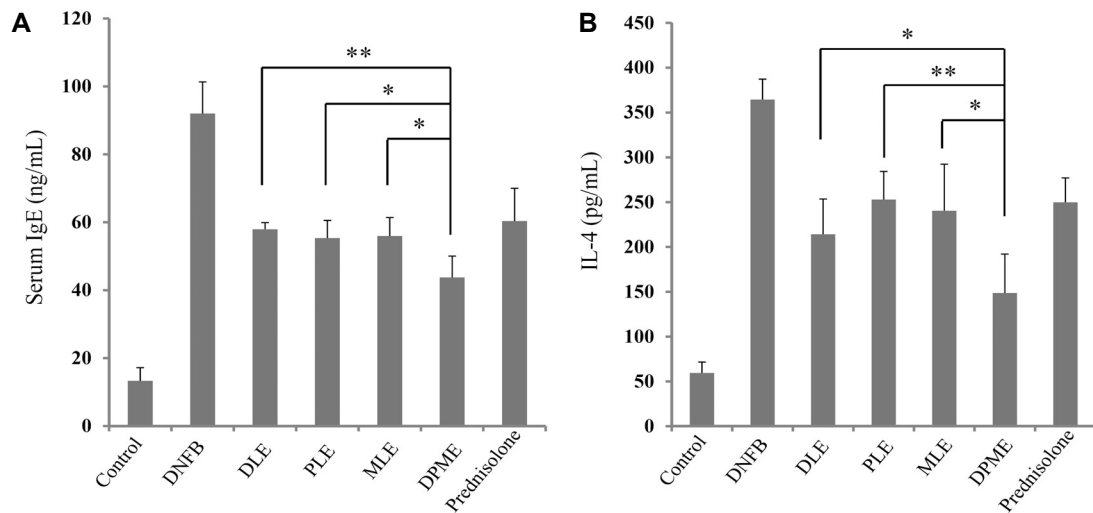 A
Serum IgE (ng/mL)
120
100
80
60
40
20
0
**
*
*
Control
DNFB
DLE
PLE
MLE
DPME
Prednisolone
B
IL-4 (pg/mL)
450
400
350
300
250
200
150
100
50
0
*
**
*
Control
DNFB
DLE
PLE
MLE
DPME
Prednisolone